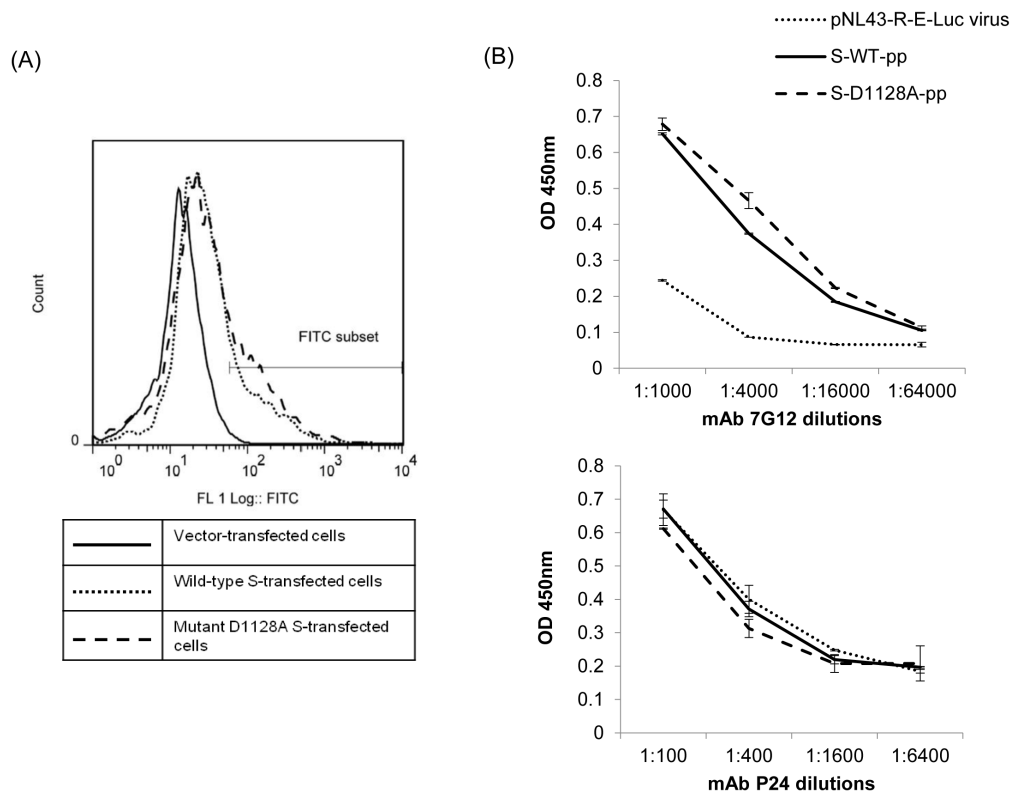 (A)
Count
0
10^0
10^1
10^2
10^3
10^4
FITC subset
FL 1 Log:: FITC
Vector-transfected cells
Wild-type S-transfected cells
Mutant D1128A S-transfected
cells
(B)
pNL43-R-E-Luc virus
S-WT-pp
S-D1128A-pp
OD 450nm
0.8
0.7
0.6
0.5
0.4
0.3
0.2
0.1
0
1:1000
1:4000
1:16000
1:64000
mAb 7G12 dilutions
OD 450nm
0.8
0.7
0.6
0.5
0.4
0.3
0.2
0.1
0
1:100
1:400
1:1600
1:6400
mAb P24 dilutions